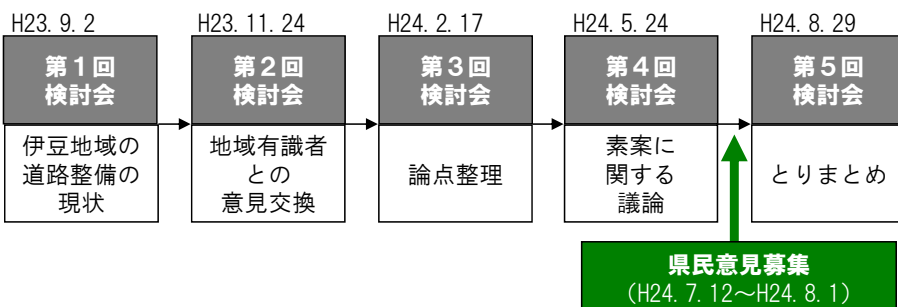 H23.9.2
第1回
検討会
伊豆地域の
道路整備の
現状
H23.11.24
第2回
検討会
地域有識者
との
意見交換
H24.2.17
第3回
検討会
論点整理
H24.5.24
第4回
検討会
素案に
関する
議論
H24.8.29
第5回
検討会
とりまとめ
県民意見募集
(H24.7.12～H24.8.1)